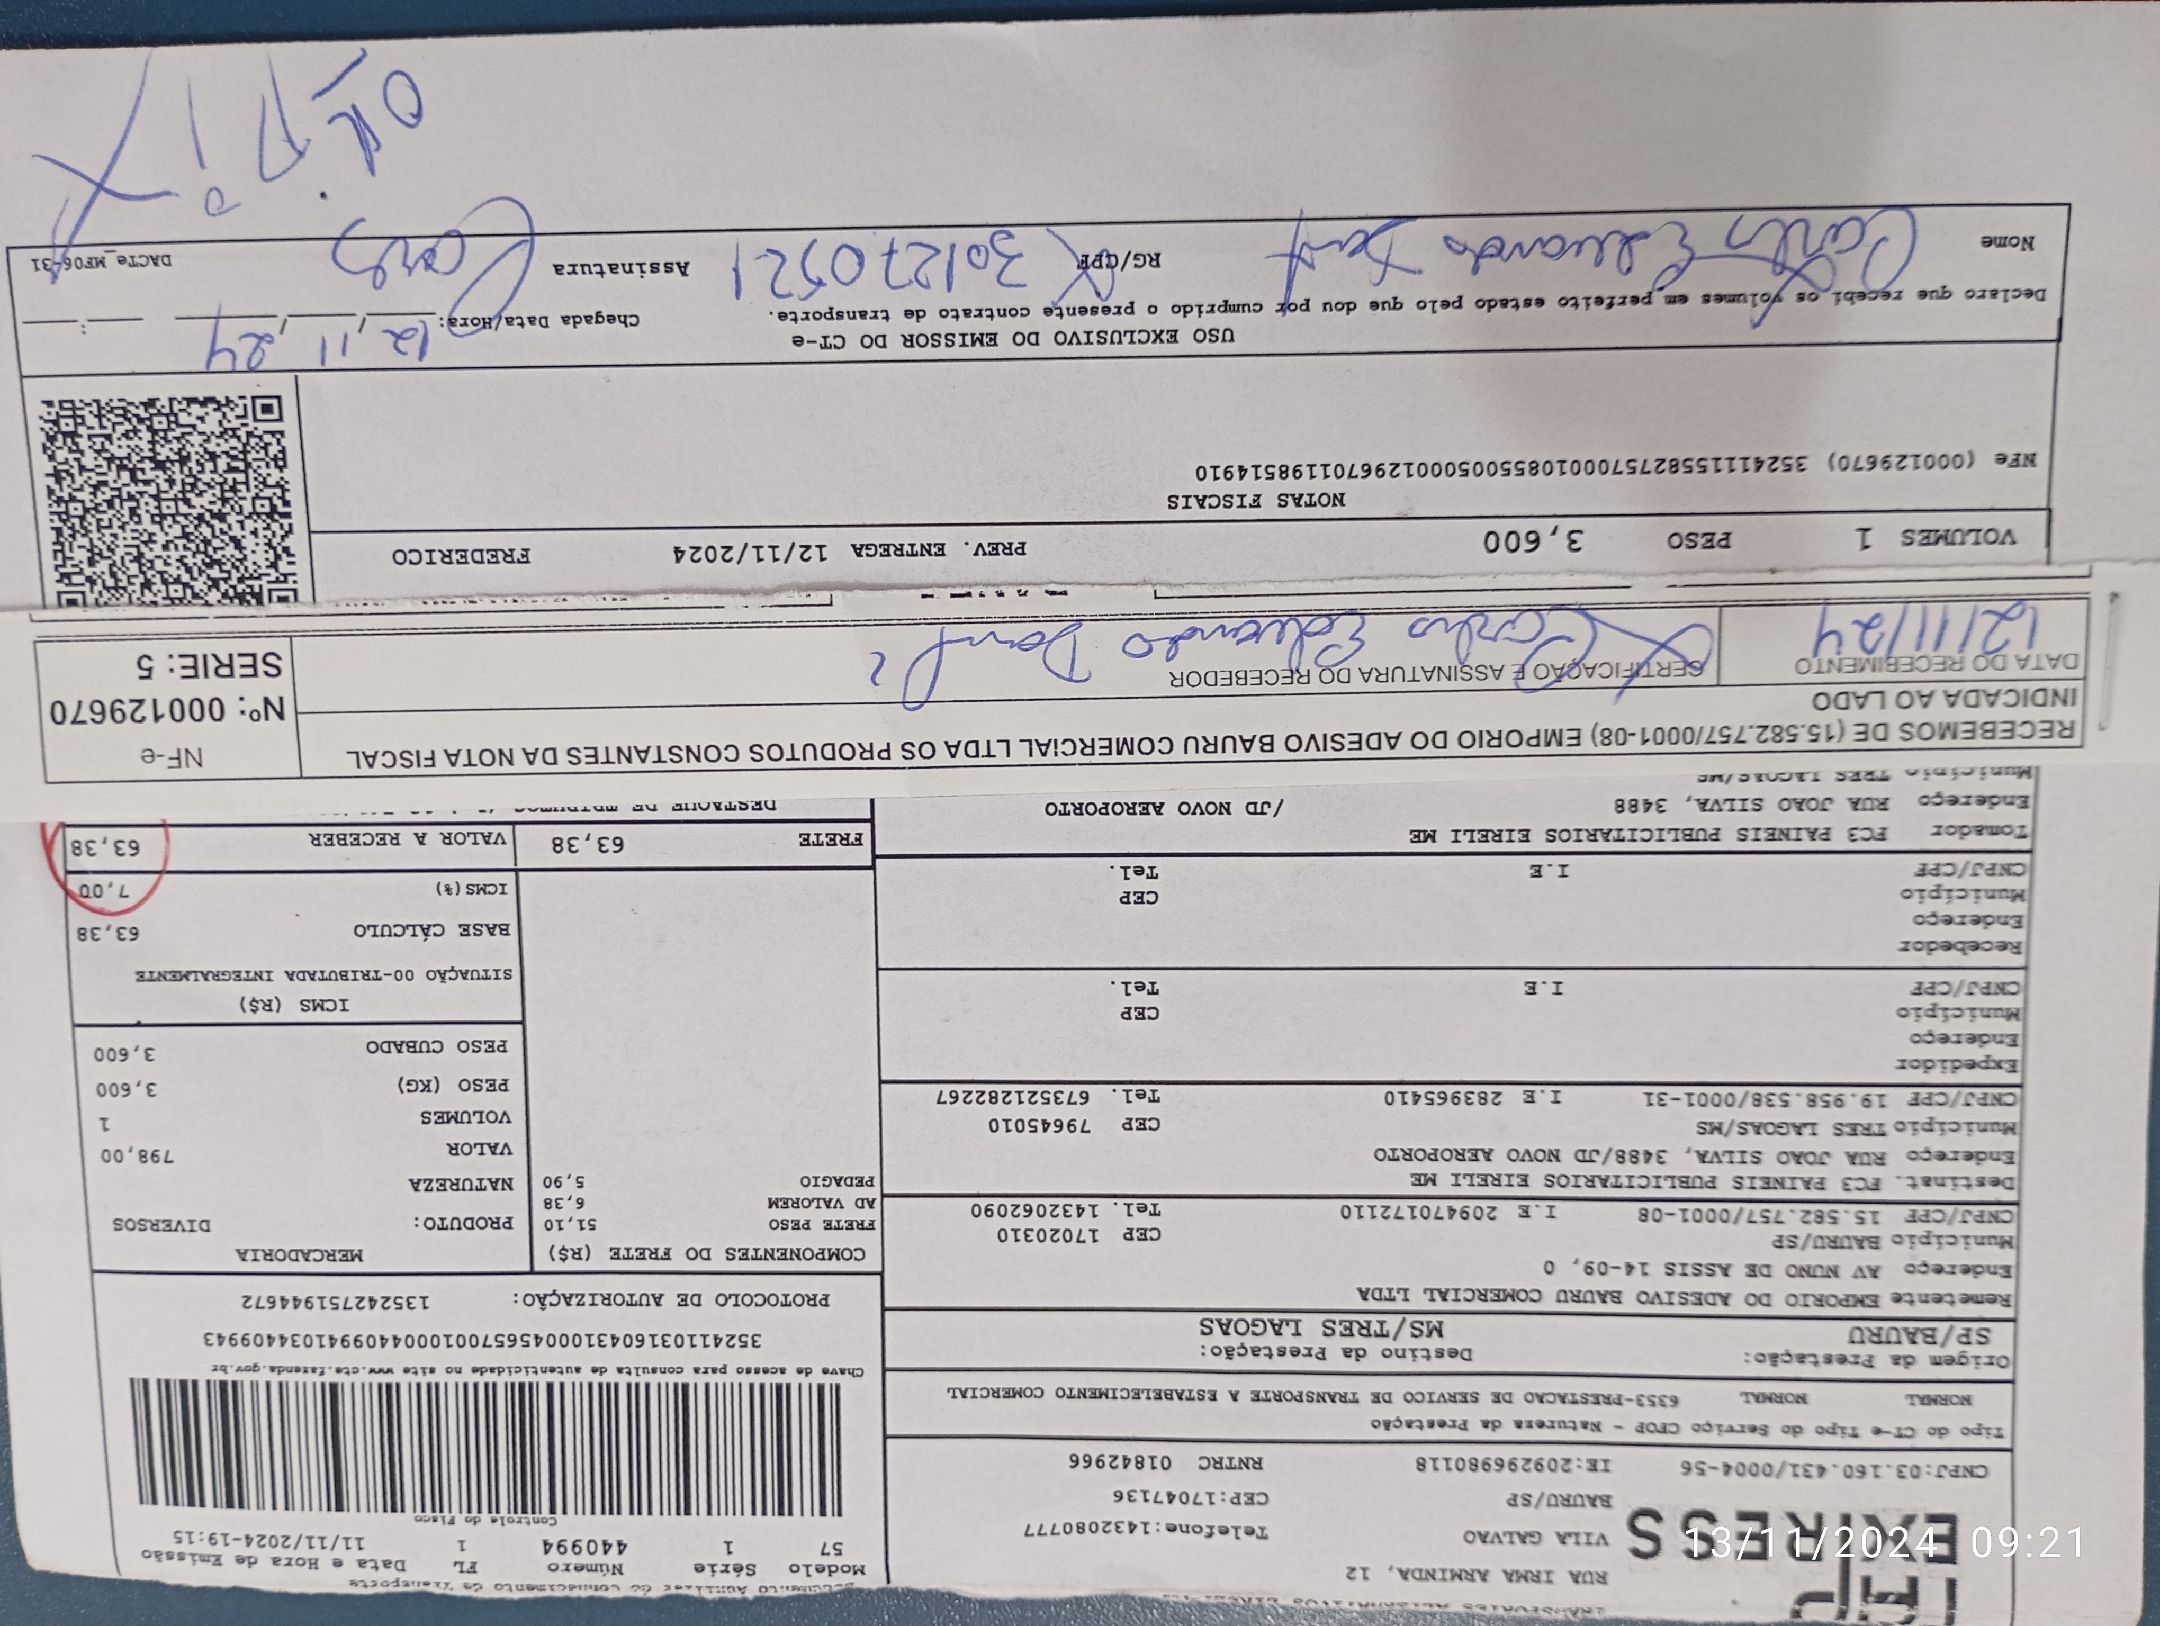 EXPRESS
RUA IRMA ARMINDA, 12
VILA GALVAO Telefone:1432080777
BAURU/SP CEP:17047136
CNPJ:03.160.431/0004-56 IE:209296980118 RNTRC 01842966
Modelo Série Número FL Data e Hora de Emissão
57 1 440994 1 11/11/2024-19:15
Controle do Fisco
Chave de acesso para consulta de autenticidade no site www.cte.fazenda.gov.br
35241103160431000456570010004409941034409943
PROTOCOLO DE AUTORIZAÇÃO: 135242751944672
Tipo do CT-e Tipo do Serviço CFOP - Natureza da Prestação
NORMAL NORMAL 6353-PRESTACAO DE SERVICO DE TRANSPORTE A ESTABELECIMENTO COMERCIAL
Origem da Prestação: Destino da Prestação:
SP/BAURU MS/TRES LAGOAS
Remetente EMPORIO DO ADESIVO BAURU COMERCIAL LTDA
Endereço AV NUNO DE ASSIS 14-09, 0
Município BAURU/SP CEP 17020310
CNPJ/CPF 15.582.757/0001-08 I.E 209470172110 Tel. 1432062090
Destinat. FC3 PAINEIS PUBLICITARIOS EIRELI ME
Endereço RUA JOAO SILVA, 3488/JD NOVO AEROPORTO
Município TRES LAGOAS/MS CEP 79645010
CNPJ/CPF 19.958.538/0001-31 I.E 283965410 Tel. 673521282267
Expedidor
Endereço
Município CEP
CNPJ/CPF I.E Tel.
Recebedor
Endereço
Município CEP
CNPJ/CPF I.E Tel.
Tomador FC3 PAINEIS PUBLICITARIOS EIRELI ME
Endereço RUA JOAO SILVA, 3488 /JD NOVO AEROPORTO
Município TRES LAGOAS/MS
COMPONENTES DO FRETE (R$)
FRETE PESO 51,10
AD VALOREM 6,38
PEDAGIO 5,90
MERCADORIA
PRODUTO: DIVERSOS
NATUREZA
VALOR 798,00
VOLUMES 1
PESO (KG) 3,600
PESO CUBADO 3,600
ICMS (R$)
SITUAÇÃO 00-TRIBUTADA INTEGRALMENTE
BASE CÁLCULO 63,38
ICMS(%) 7,00
FRETE 63,38 VALOR A RECEBER 63,38
RECEBEMOS DE (15.582.757/0001-08) EMPORIO DO ADESIVO BAURU COMERCIAL LTDA OS PRODUTOS CONSTANTES DA NOTA FISCAL
INDICADA AO LADO
NF-e
Nº: 000129670
SERIE: 5
DATA DO RECEBIMENTO
12/11/24
CERTIFICAÇÃO E ASSINATURA DO RECEBEDOR
Carlos Eduardo
VOLUMES 1 PESO 3,600 PREV. ENTREGA 12/11/2024 FREDERICO
NOTAS FISCAIS
NFe (000129670) 35241115582757000108550050001296701198514910
USO EXCLUSIVO DO EMISSOR DO CT-e
Declaro que recebi os volumes em perfeito estado pelo que dou por cumprido o presente contrato de transporte.
Chegada Data/Hora: 12, 11, 24
Nome Carlos Eduardo
RG/CPF 301270521
Assinatura Carlos
DACTe MF06-31
OK
13/11/2024 09:21